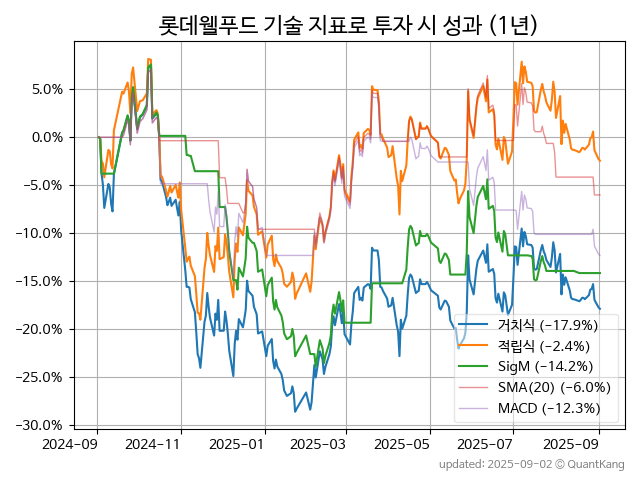 롯데웰푸드 기술 지표로 투자 시 성과 (1년)
5.0%
0.0%
−5.0%
−10.0%
−15.0%
−20.0%
−25.0%
−30.0%
거치식 (−17.9%)
적립식 (−2.4%)
SigM (−14.2%)
SMA(20) (−6.0%)
MACD (−12.3%)
2024-09 2024-11 2025-01 2025-03 2025-05 2025-07 2025-09
updated: 2025-09-02 © QuantKang